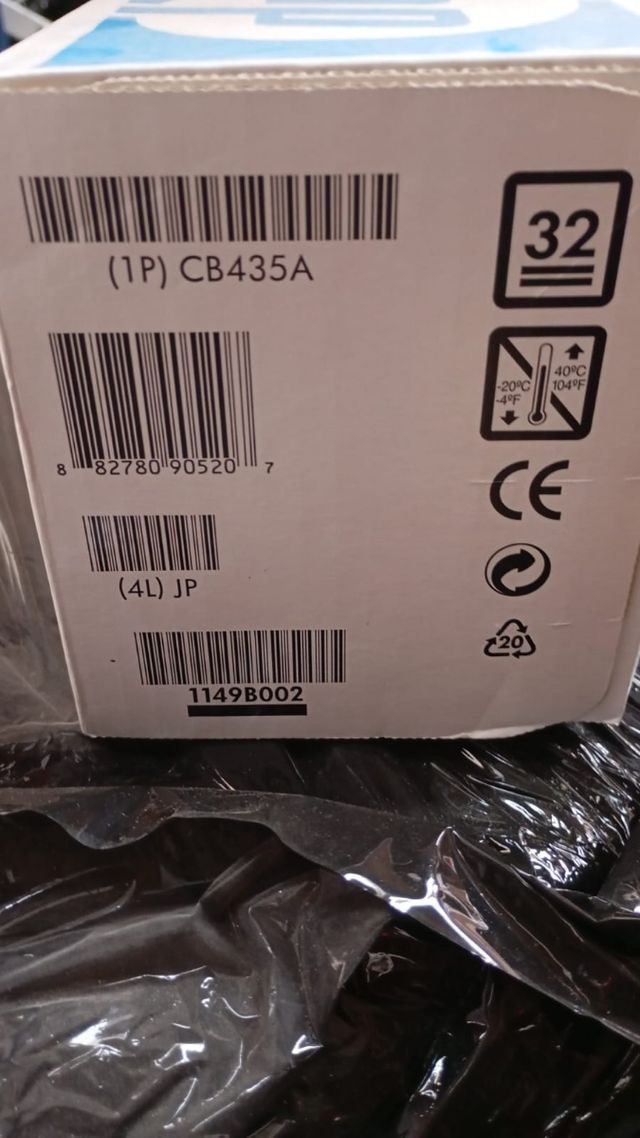 (1P) CB435A
8 82780 90520 7
(4L) JP
1149B002
32
40ºC
104ºF
-20ºC
-4ºF
CE
20